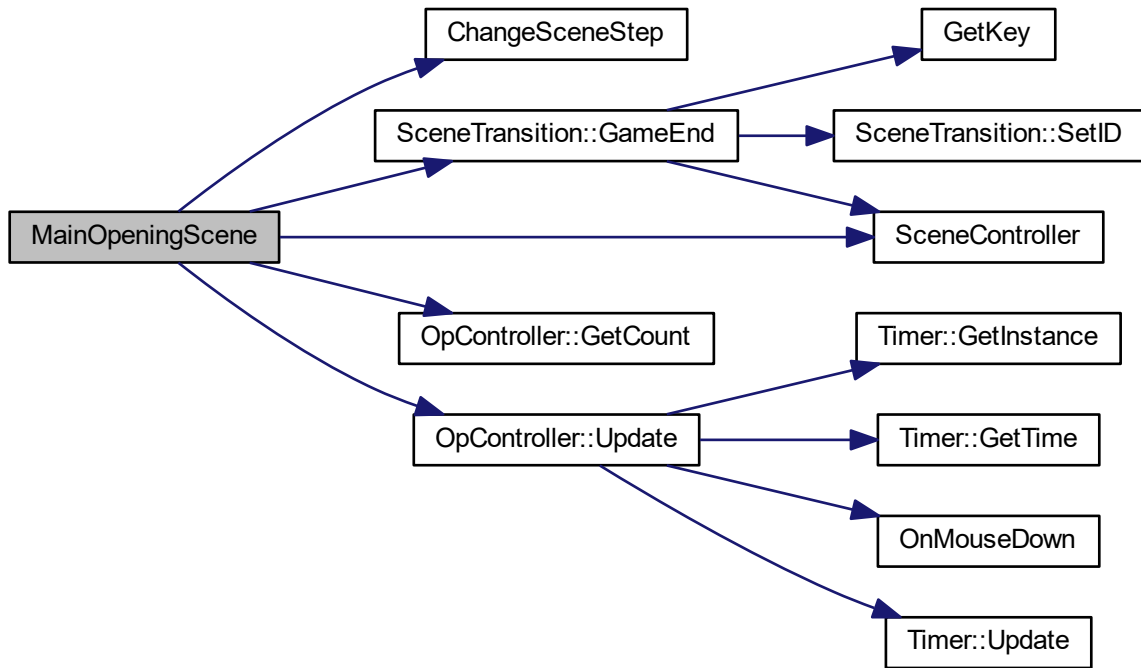 ChangeSceneStep
GetKey
SceneTransition::GameEnd
SceneTransition::SetID
MainOpeningScene
SceneController
OpController::GetCount
Timer::GetInstance
OpController::Update
Timer::GetTime
OnMouseDown
Timer::Update